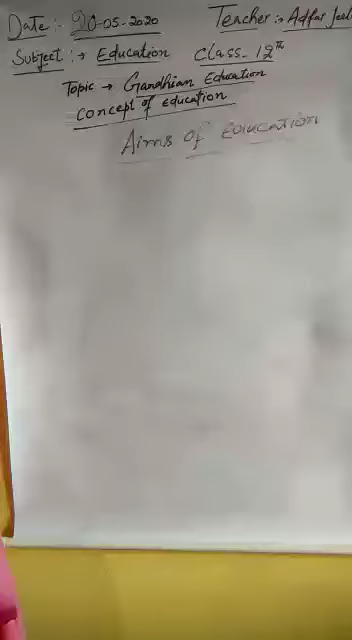 Date :- 20-05-2020
Teacher :→ Adfar
Subject :→ Education Class - 12th
Topic → Gandhian Education
Concept of education
Aims of Education